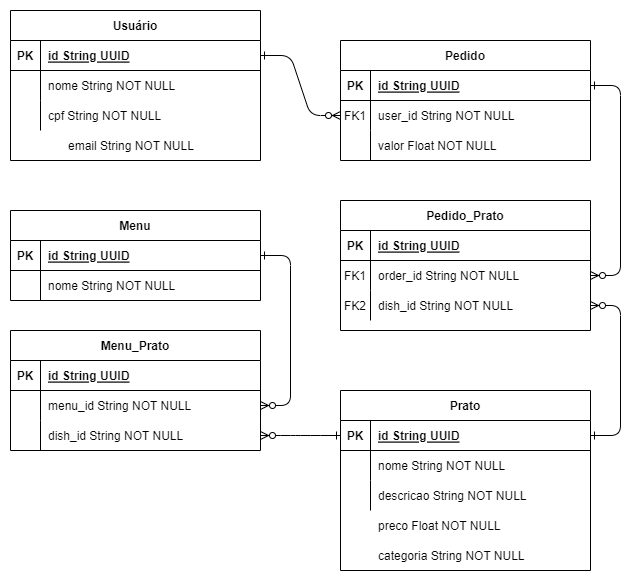 Usuário
PK id String UUID
nome String NOT NULL
cpf String NOT NULL
email String NOT NULL
Pedido
PK id String UUID
FK1 user_id String NOT NULL
valor Float NOT NULL
Menu
PK id String UUID
nome String NOT NULL
Pedido_Prato
PK id String UUID
FK1 order_id String NOT NULL
FK2 dish_id String NOT NULL
Menu_Prato
PK id String UUID
menu_id String NOT NULL
dish_id String NOT NULL
Prato
PK id String UUID
nome String NOT NULL
descricao String NOT NULL
preco Float NOT NULL
categoria String NOT NULL